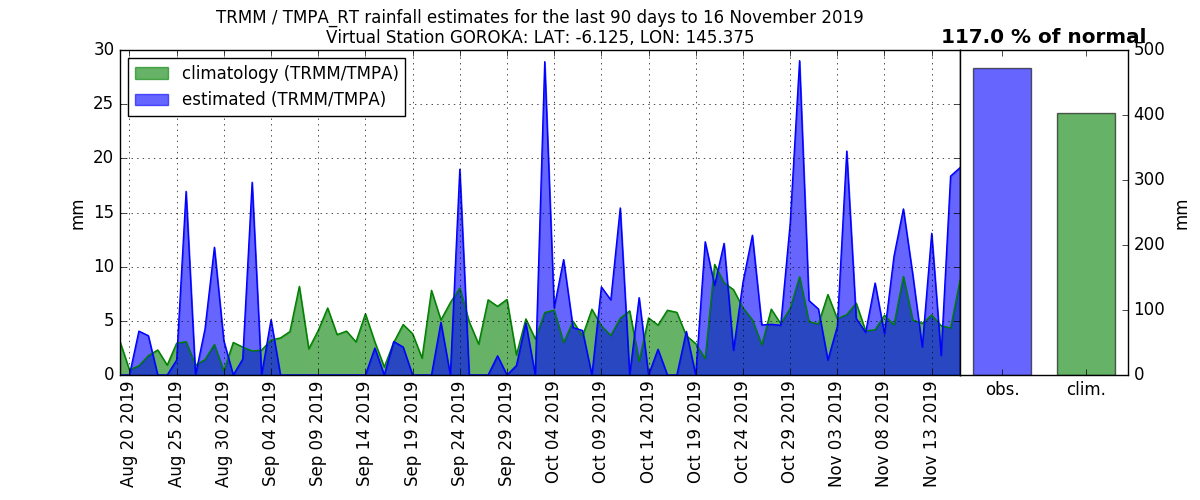 TRMM / TMPA_RT rainfall estimates for the last 90 days to 16 November 2019
Virtual Station GOROKA: LAT: -6.125, LON: 145.375
117.0 % of normal
climatology (TRMM/TMPA)
estimated (TRMM/TMPA)
30
25
20
15
10
5
0
mm
500
400
300
200
100
0
mm
Aug 20 2019
Aug 25 2019
Aug 30 2019
Sep 04 2019
Sep 09 2019
Sep 14 2019
Sep 19 2019
Sep 24 2019
Sep 29 2019
Oct 04 2019
Oct 09 2019
Oct 14 2019
Oct 19 2019
Oct 24 2019
Oct 29 2019
Nov 03 2019
Nov 08 2019
Nov 13 2019
obs.
clim.